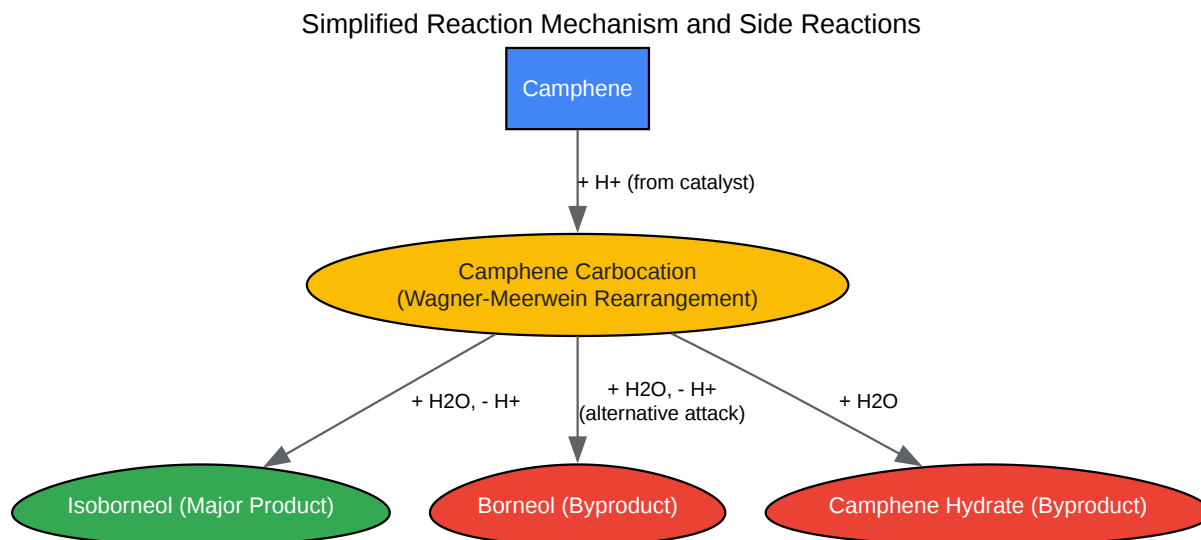 Simplified Reaction Mechanism and Side Reactions
Camphene
+ H+ (from catalyst)
Camphene Carbocation
(Wagner-Meerwein Rearrangement)
+ H2O, - H+
+ H2O, - H+
(alternative attack)
+ H2O
Isoborneol (Major Product)
Borneol (Byproduct)
Camphene Hydrate (Byproduct)